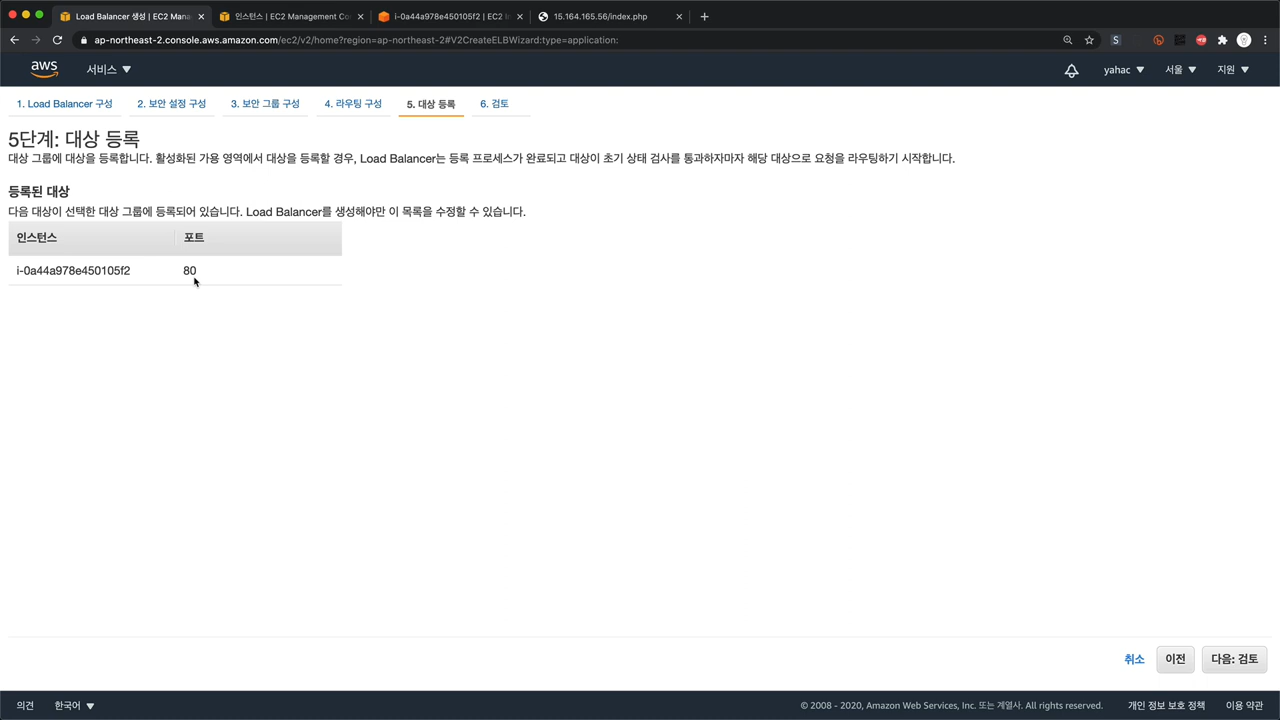 Load Balancer 생성 | EC2 Mana
인스턴스 | EC2 Management Co
i-0a44a978e450105f2 | EC2 I
15.164.165.56/index.php
ap-northeast-2.console.aws.amazon.com/ec2/v2/home?region=ap-northeast-2#V2CreateELBWizard:type=application:
aws
서비스
yahac
서울
지원
1. Load Balancer 구성
2. 보안 설정 구성
3. 보안 그룹 구성
4. 라우팅 구성
5. 대상 등록
6. 검토
5단계: 대상 등록
대상 그룹에 대상을 등록합니다. 활성화된 가용 영역에서 대상을 등록할 경우, Load Balancer는 등록 프로세스가 완료되고 대상이 초기 상태 검사를 통과하자마자 해당 대상으로 요청을 라우팅하기 시작합니다.
등록된 대상
다음 대상이 선택한 대상 그룹에 등록되어 있습니다. Load Balancer를 생성해야만 이 목록을 수정할 수 있습니다.
인스턴스 포트
i-0a44a978e450105f2 80
취소
이전
다음: 검토
의견
한국어
© 2008 - 2020, Amazon Web Services, Inc. 또는 계열사. All rights reserved.
개인 정보 보호 정책
이용 약관